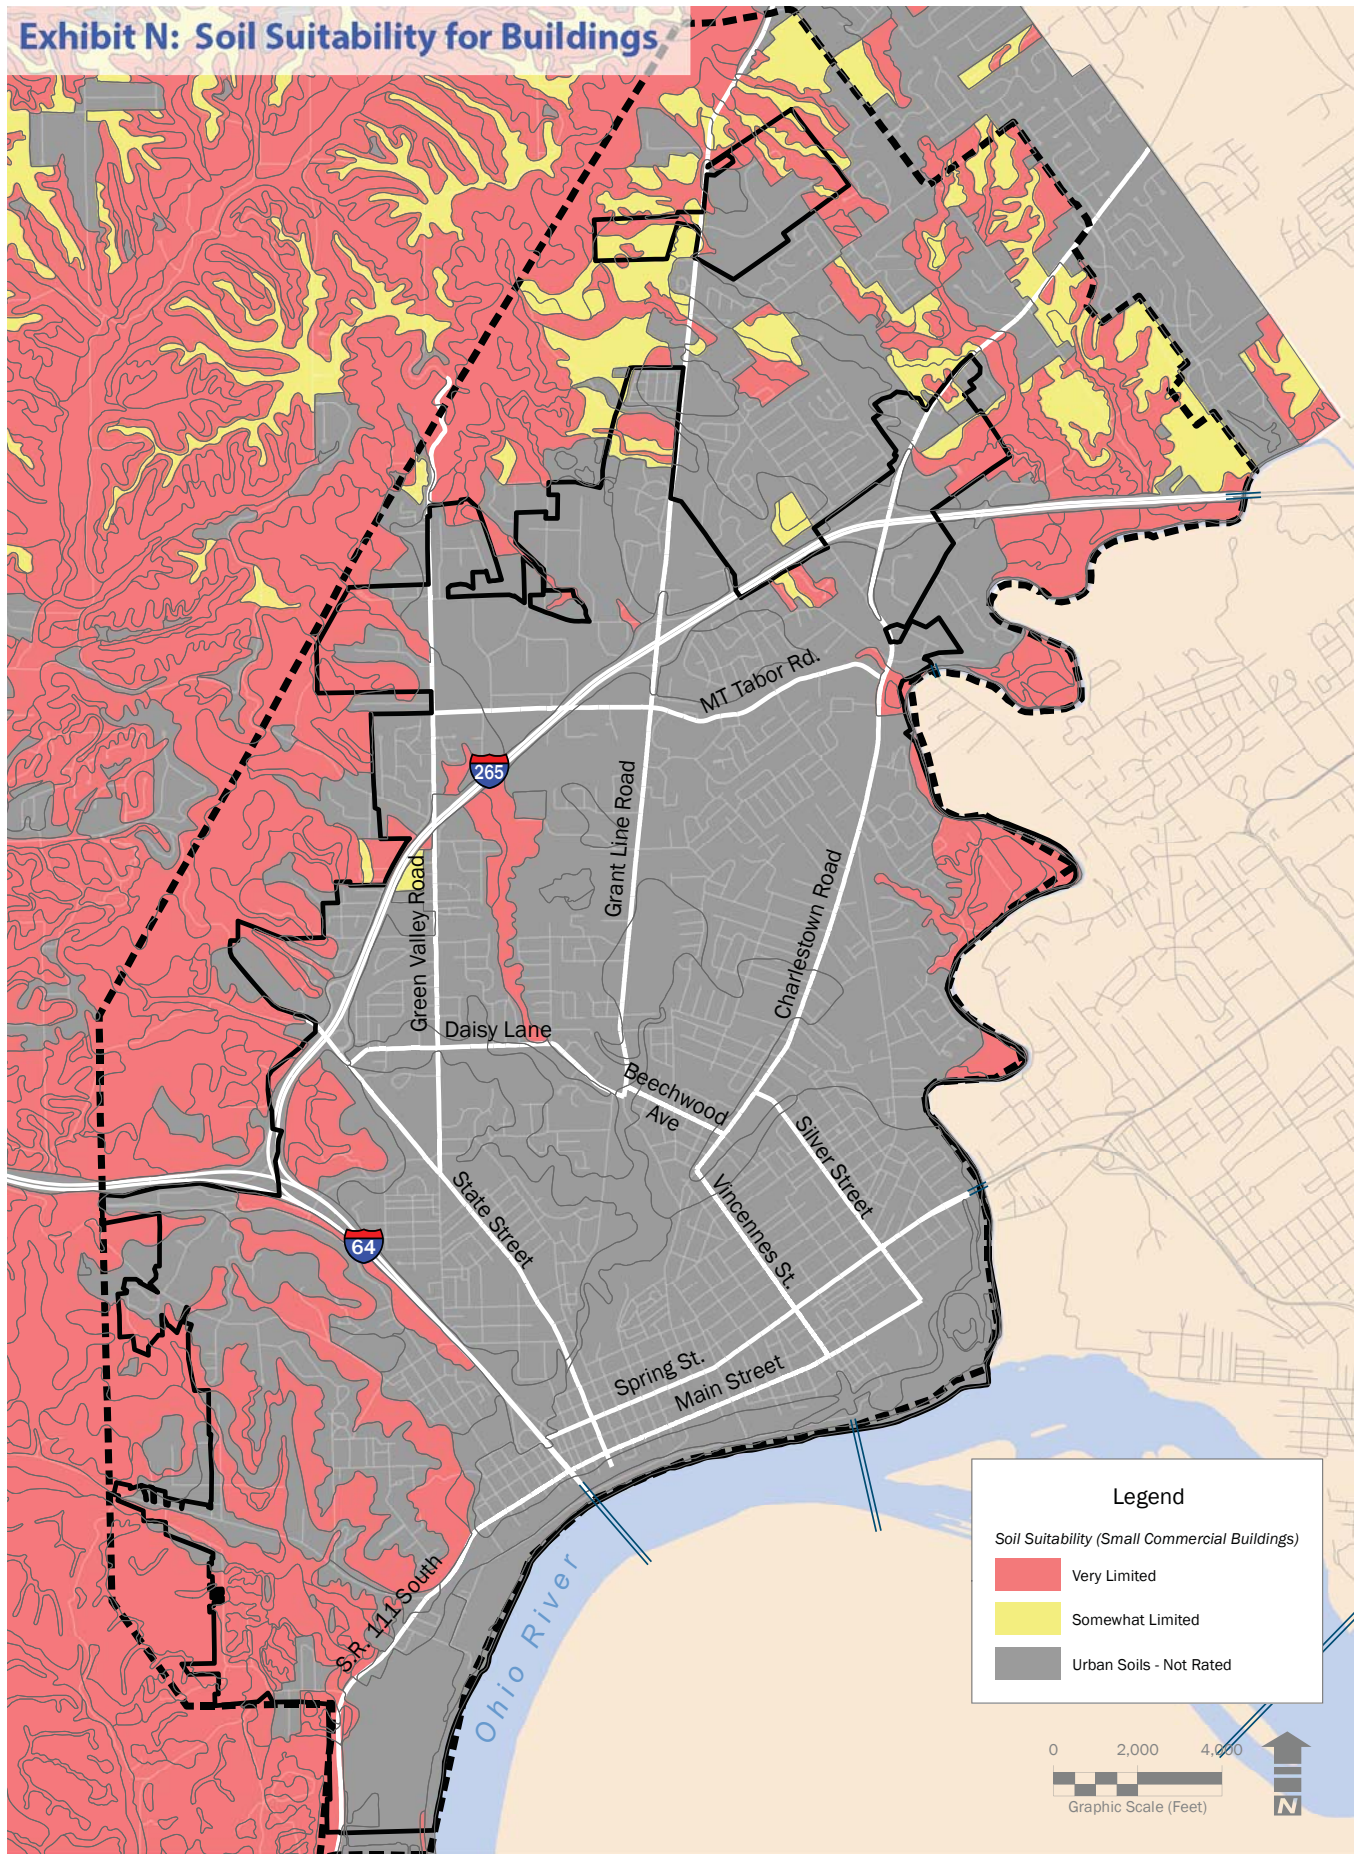 Exhibit N: Soil Suitability for Buildings
MT Tabor Rd.
265
Grant Line Road
Charlestown Road
Green Valley Road
Daisy Lane
Beechwood
Ave
Silver Street
State Street
Vincennes St.
64
Spring St.
Main Street
S.R. 111 South
Ohio River
Legend
Soil Suitability (Small Commercial Buildings)
Very Limited
Somewhat Limited
Urban Soils - Not Rated
0 2,000 4,000
Graphic Scale (Feet)
N